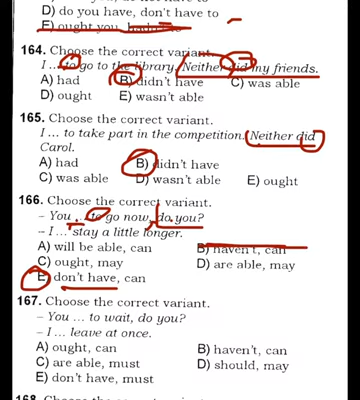 D) do you have, don't have to
E) ought you,
164. Choose the correct variant.
I ... to go to the library. Neither did my friends.
A) had B) didn't have C) was able
D) ought E) wasn't able
165. Choose the correct variant.
I ... to take part in the competition. Neither did
Carol.
A) had B) didn't have
C) was able D) wasn't able E) ought
166. Choose the correct variant.
– You ... to go now, do you?
– I ... stay a little longer.
A) will be able, can B) haven't, can
C) ought, may D) are able, may
E) don't have, can
167. Choose the correct variant.
– You ... to wait, do you?
– I ... leave at once.
A) ought, can B) haven't, can
C) are able, must D) should, may
E) don't have, must